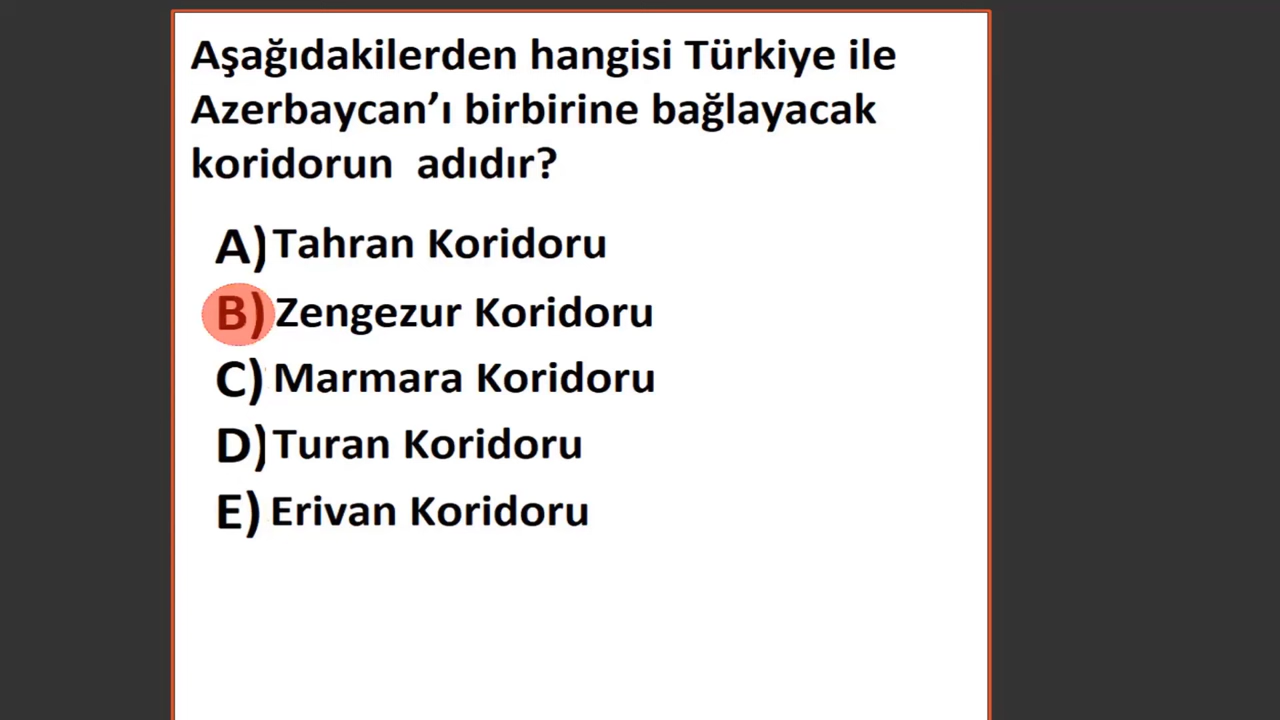 Aşağıdakilerden hangisi Türkiye ile
Azerbaycan’ı birbirine bağlayacak
koridorun adıdır?
A) Tahran Koridoru
B) Zengezur Koridoru
C) Marmara Koridoru
D) Turan Koridoru
E) Erivan Koridoru